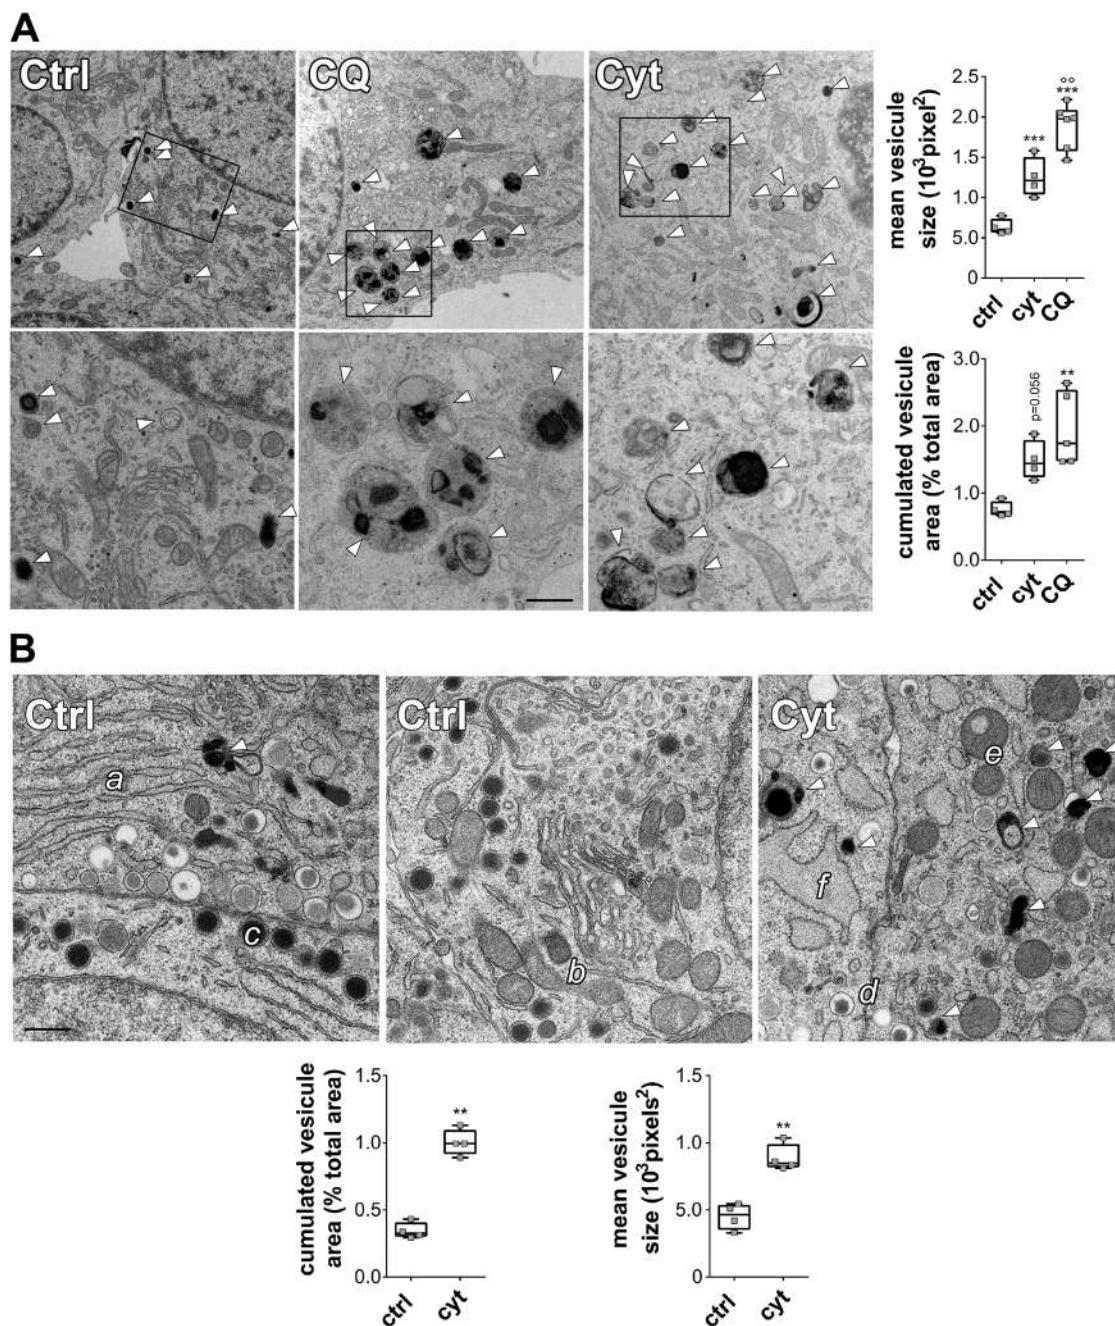 A
Ctrl
CQ
Cyt
mean vesicule
size (10³pixel²)
2.5
2.0
1.5
1.0
5.0
0
***
°°
***
ctrl
cyt
CQ
cumulated vesicule
area (% total area)
3.0
2.0
1.0
0.0
p=0.056
**
ctrl
cyt
CQ
B
Ctrl
a
c
Ctrl
b
Cyt
e
f
d
cumulated vesicule
area (% total area)
1.5
1.0
0.5
0.0
**
ctrl
cyt
mean vesicule
size (10³pixels²)
1.5
1.0
5.0
0
**
ctrl
cyt